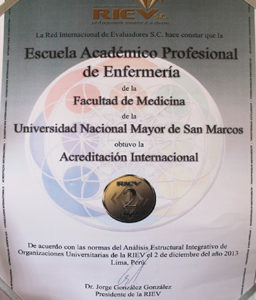 RIEV
La Red Internacional de Evaluadores S.C. hace constar que la
Escuela Académico Profesional
de Enfermería
de la
Facultad de Medicina
de la
Universidad Nacional Mayor de San Marcos
obtuvo la
Acreditación Internacional
RIEV
2
De acuerdo con las normas del Análisis Estructural Integrativo de
Organizaciones Universitarias de la RIEV el 2 de diciembre del año 2013
Lima, Perú.
Dr. Jorge González González
Presidente de la RIEV